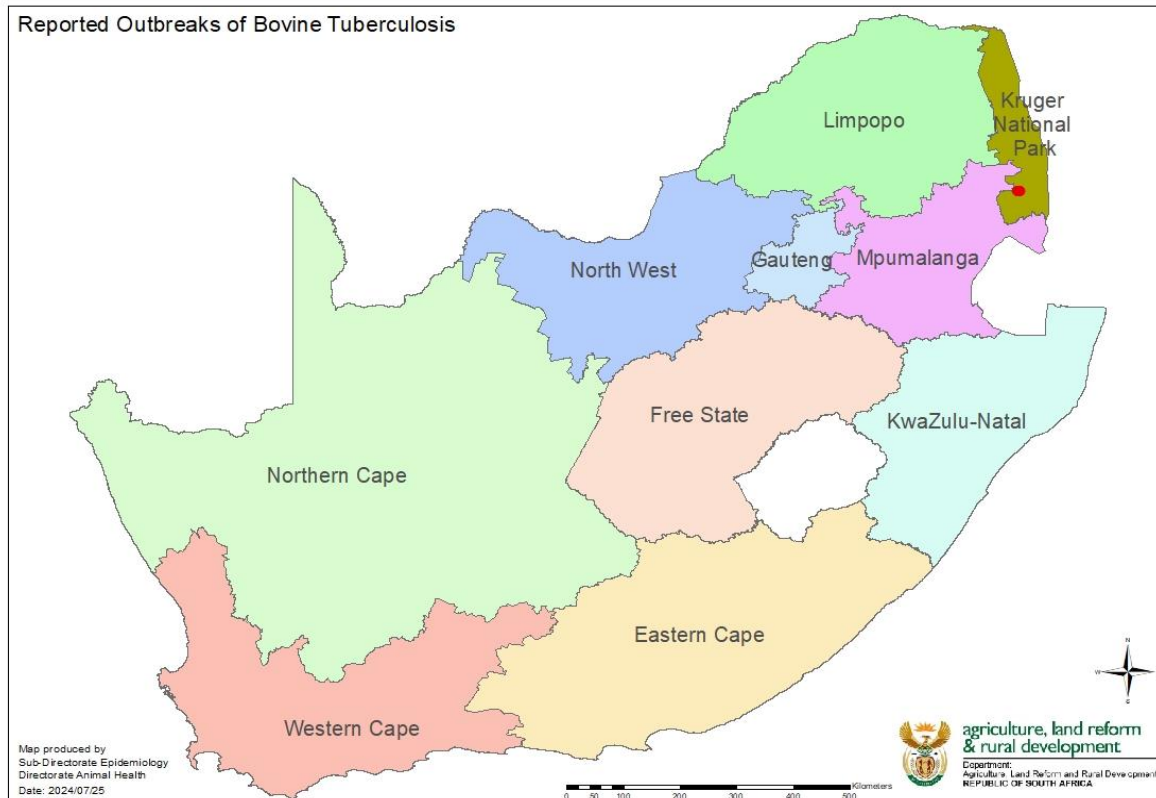 Reported Outbreaks of Bovine Tuberculosis
Kruger
National
Park
Limpopo
North West
Gauteng
Mpumalanga
Free State
KwaZulu-Natal
Northern Cape
Eastern Cape
Western Cape
N
W
S
Map produced by
Sub-Directorate Epidemiology
Directorate Animal Health
Date: 2024/07/25
Kilometers
0 50 100 200 300 400 500
agriculture, land reform
& rural development
Department:
Agriculture, Land Reform and Rural Development
REPUBLIC OF SOUTH AFRICA